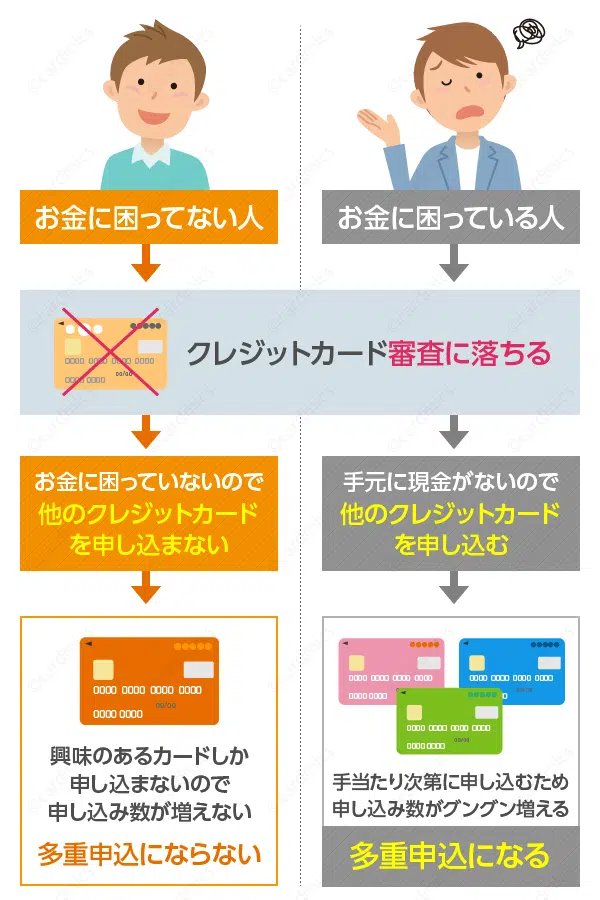 お金に困ってない人
お金に困っている人
クレジットカード審査に落ちる
お金に困っていないので
他のクレジットカード
を申し込まない
手元に現金がないので
他のクレジットカード
を申し込む
興味のあるカードしか
申し込まないので
申し込み数が増えない
多重申込にならない
手当たり次第に申し込むため
申し込み数がグングン増える
多重申込になる